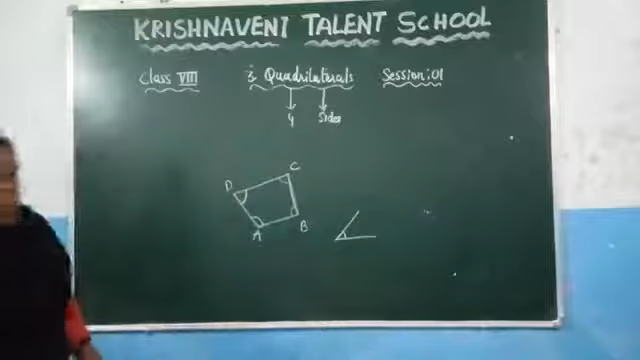 KRISHNAVENI TALENT SCHOOL
Class VIII 3. Quadrilaterals Session:01
4 Sides
C
D
B
A